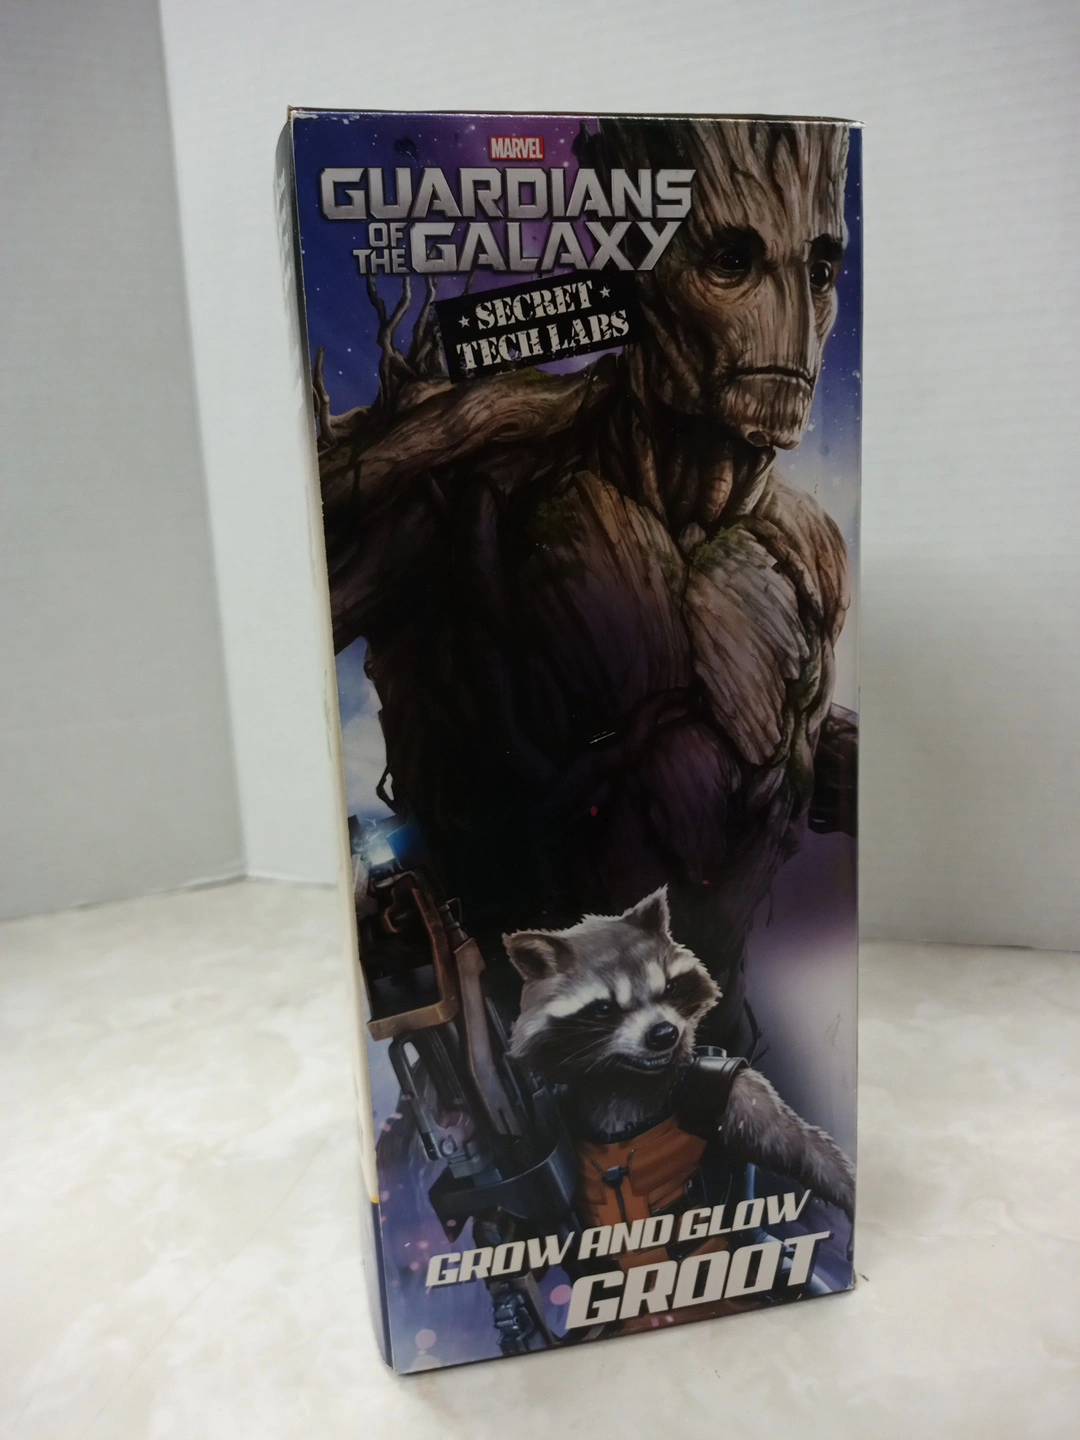 MARVEL
GUARDIANS
OF
THE GALAXY
SECRET
TECH LABS
GROW AND GLOW
GROOT